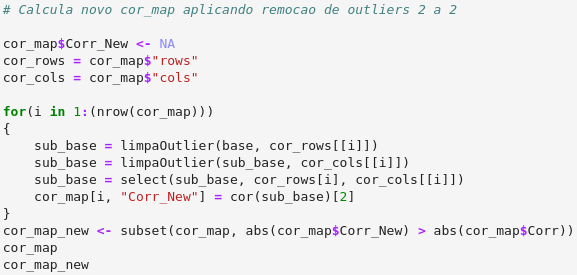 # Calcula novo cor_map aplicando remocao de outliers 2 a 2
cor_map$Corr_New <- NA
cor_rows = cor_map$"rows"
cor_cols = cor_map$"cols"
for(i in 1:(nrow(cor_map)))
{
    sub_base = limpaOutlier(base, cor_rows[[i]])
    sub_base = limpaOutlier(sub_base, cor_cols[[i]])
    sub_base = select(sub_base, cor_rows[i], cor_cols[[i]])
    cor_map[i, "Corr_New"] = cor(sub_base)[2]
}
cor_map_new <- subset(cor_map, abs(cor_map$Corr_New) > abs(cor_map$Corr))
cor_map
cor_map_new